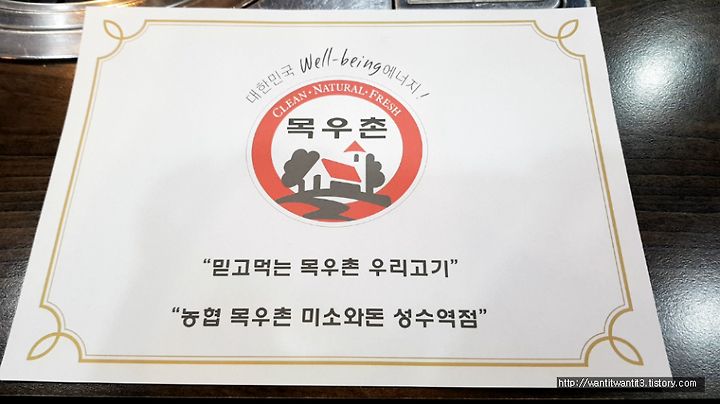 대한민국 Well-being에너지!
CLEAN · NATURAL · FRESH
목우촌
“믿고먹는 목우촌 우리고기”
“농협 목우촌 미소와돈 성수역점”
http://wantitwantit3.tistory.com